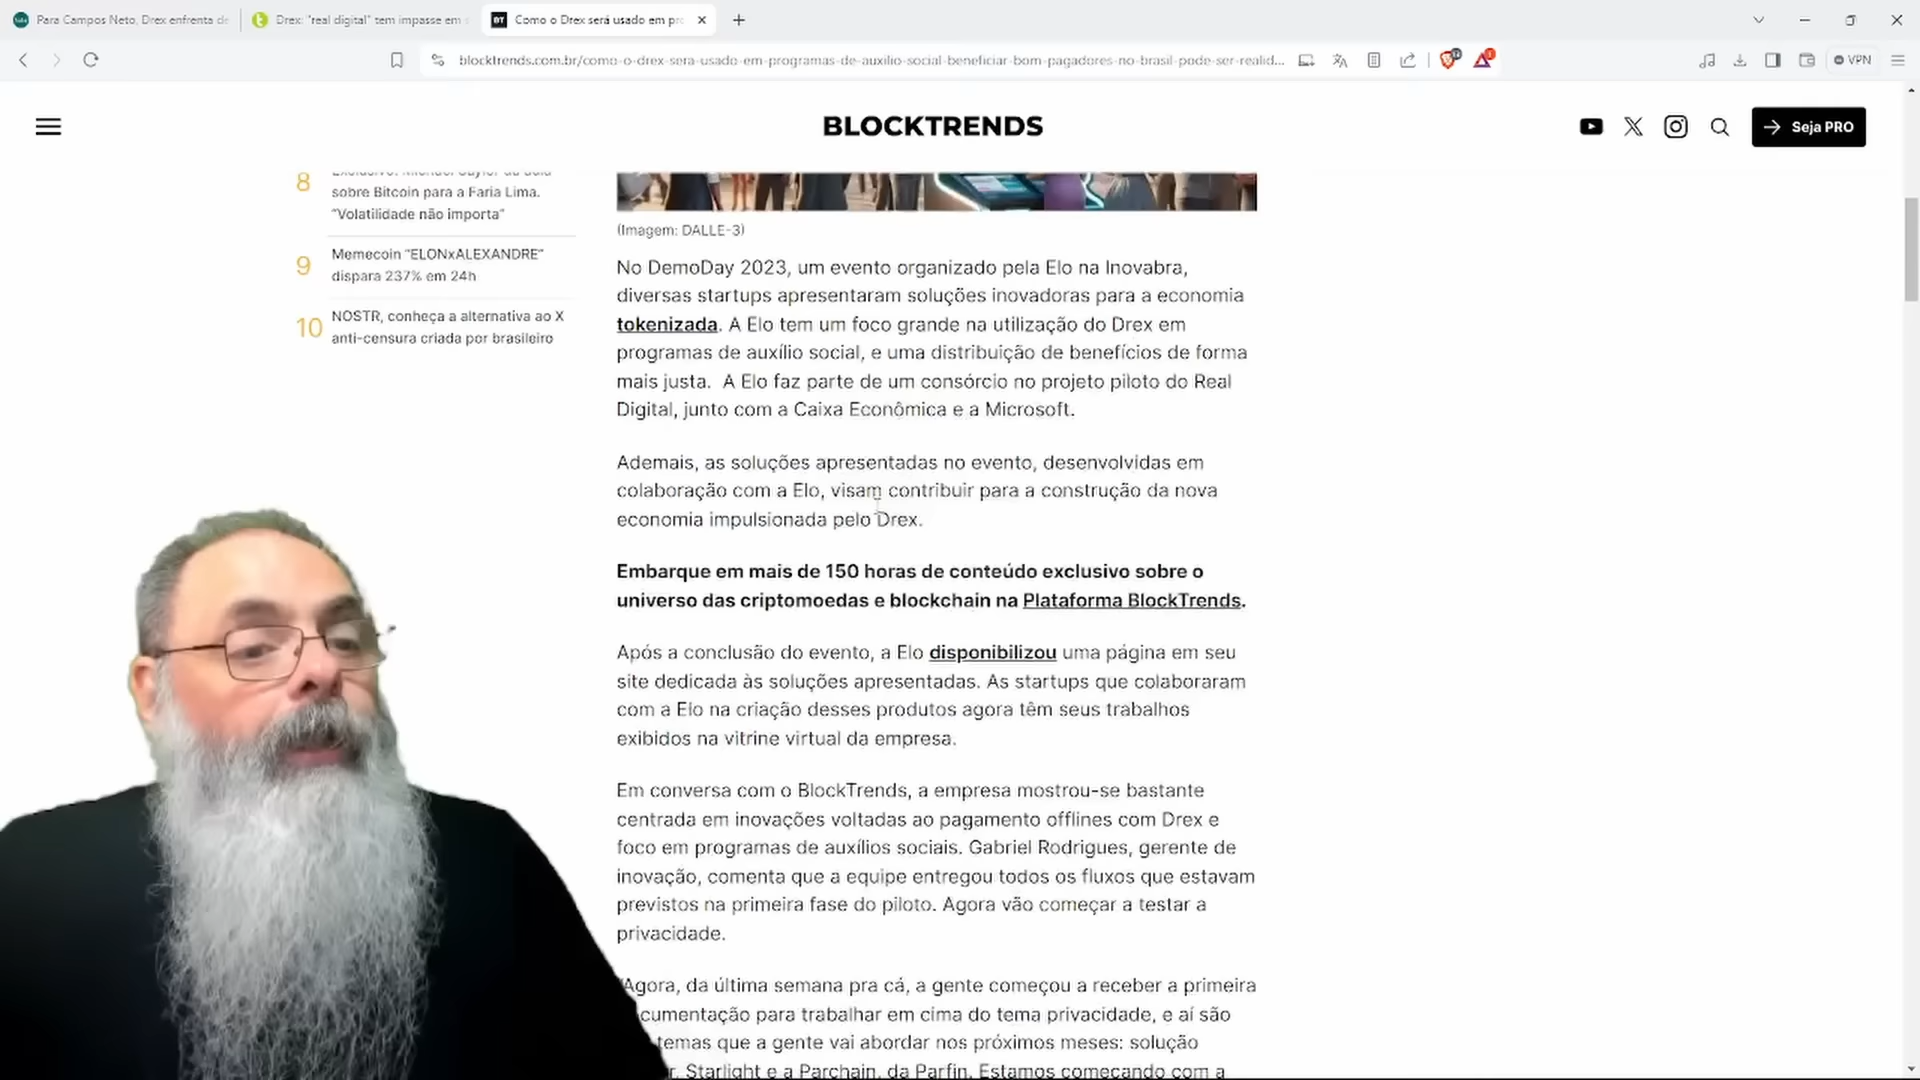 Para Campos Neto, Drex enfrenta de
Drex: "real digital" tem impasse em
Como o Drex será usado em pr
blocktrends.com.br/como-o-drex-sera-usado-em-programas-de-auxilio-social-beneficiar-bom-pagadores-no-brasil-pode-ser-realid...
VPN
BLOCKTRENDS
Seja PRO
8
sobre Bitcoin para a Faria Lima.
"Volatilidade não importa"
9
Memecoin "ELONxALEXANDRE"
dispara 237% em 24h
10
NOSTR, conheça a alternativa ao X
anti-censura criada por brasileiro
(Imagem: DALLE-3)
No DemoDay 2023, um evento organizado pela Elo na Inovabra,
diversas startups apresentaram soluções inovadoras para a economia
tokenizada. A Elo tem um foco grande na utilização do Drex em
programas de auxílio social, e uma distribuição de benefícios de forma
mais justa. A Elo faz parte de um consórcio no projeto piloto do Real
Digital, junto com a Caixa Econômica e a Microsoft.
Ademais, as soluções apresentadas no evento, desenvolvidas em
colaboração com a Elo, visam contribuir para a construção da nova
economia impulsionada pelo Drex.
Embarque em mais de 150 horas de conteúdo exclusivo sobre o
universo das criptomoedas e blockchain na Plataforma BlockTrends.
Após a conclusão do evento, a Elo disponibilizou uma página em seu
site dedicada às soluções apresentadas. As startups que colaboraram
com a Elo na criação desses produtos agora têm seus trabalhos
exibidos na vitrine virtual da empresa.
Em conversa com o BlockTrends, a empresa mostrou-se bastante
centrada em inovações voltadas ao pagamento offlines com Drex e
foco em programas de auxílios sociais. Gabriel Rodrigues, gerente de
inovação, comenta que a equipe entregou todos os fluxos que estavam
previstos na primeira fase do piloto. Agora vão começar a testar a
privacidade.
Agora, da última semana pra cá, a gente começou a receber a primeira
cumentação para trabalhar em cima do tema privacidade, e aí são
temas que a gente vai abordar nos próximos meses: solução
Starlight e a Parchain, da Parfin. Estamos começando com a